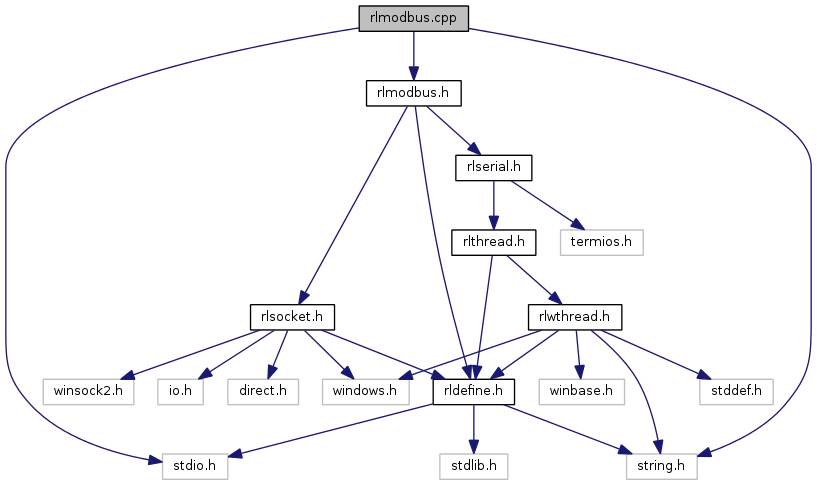 rlmodbus.cpp
rlmodbus.h
rlserial.h
rlthread.h
termios.h
rlsocket.h
rlwthread.h
winsock2.h
io.h
direct.h
windows.h
rldefine.h
winbase.h
stddef.h
stdio.h
stdlib.h
string.h